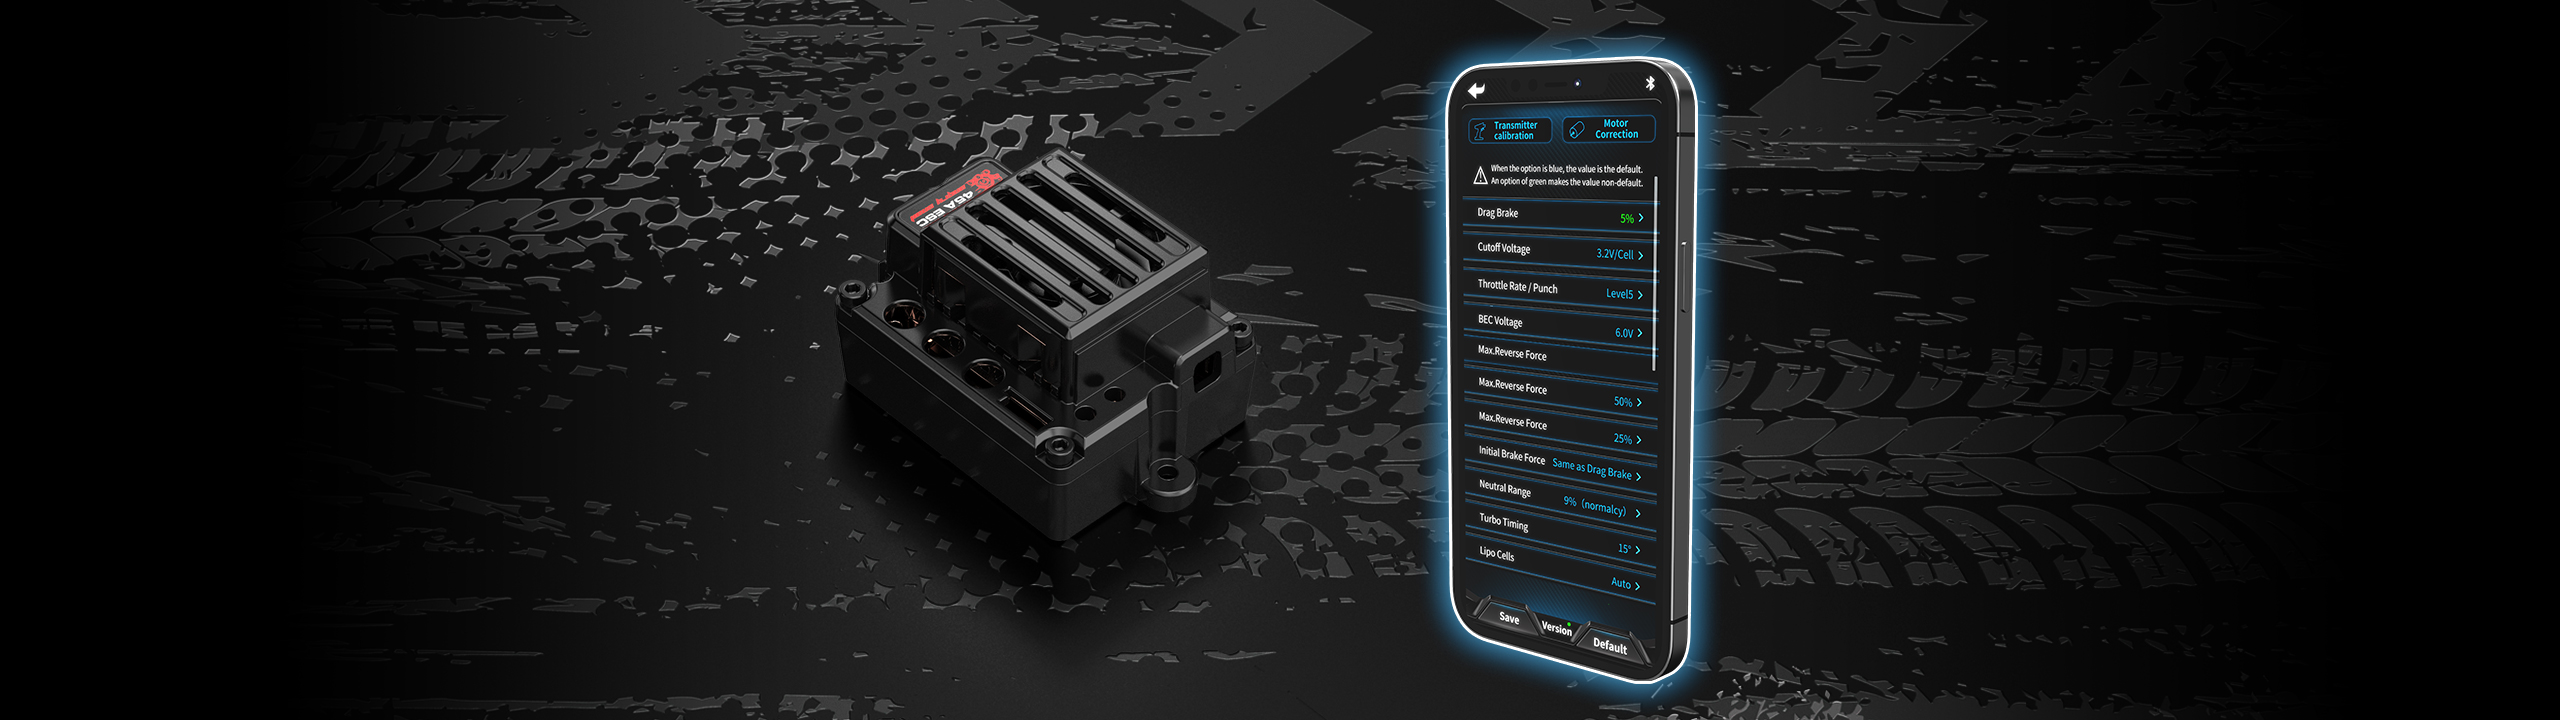 45A ESC
Transmitter
calibration
Motor
Correction
When the option is blue, the value is the default.
An option of green makes the value non-default.
Drag Brake 5%
Cutoff Voltage 3.2V/Cell
Throttle Rate / Punch Level5
BEC Voltage 6.0V
Max.Reverse Force
Max.Reverse Force 50%
Max.Reverse Force 25%
Initial Brake Force Same as Drag Brake
Neutral Range 9% (normalcy)
Turbo Timing 15°
Lipo Cells Auto
Save
Version
Default